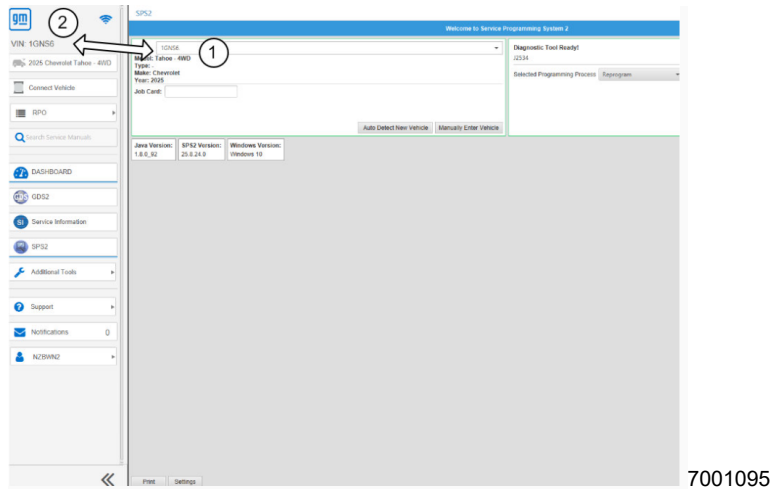 gm
2
VIN: 1GNS6
2025 Chevrolet Tahoe - 4WD
Connect Vehicle
RPO
Search Service Manuals
DASHBOARD
GDS2
SI
Service Information
SPS2
Additional Tools
Support
Notifications 0
NZBWN2
SPS2
Welcome to Service Programming System 2
1GNS6
1
Model: Tahoe - 4WD
Type: -
Make: Chevrolet
Year: 2025
Job Card:
Auto Detect New Vehicle
Manually Enter Vehicle
Diagnostic Tool Ready!
J2534
Selected Programming Process
Reprogram
Java Version:
1.8.0_92
SPS2 Version:
25.8.24.0
Windows Version:
Windows 10
Print
Settings
7001095